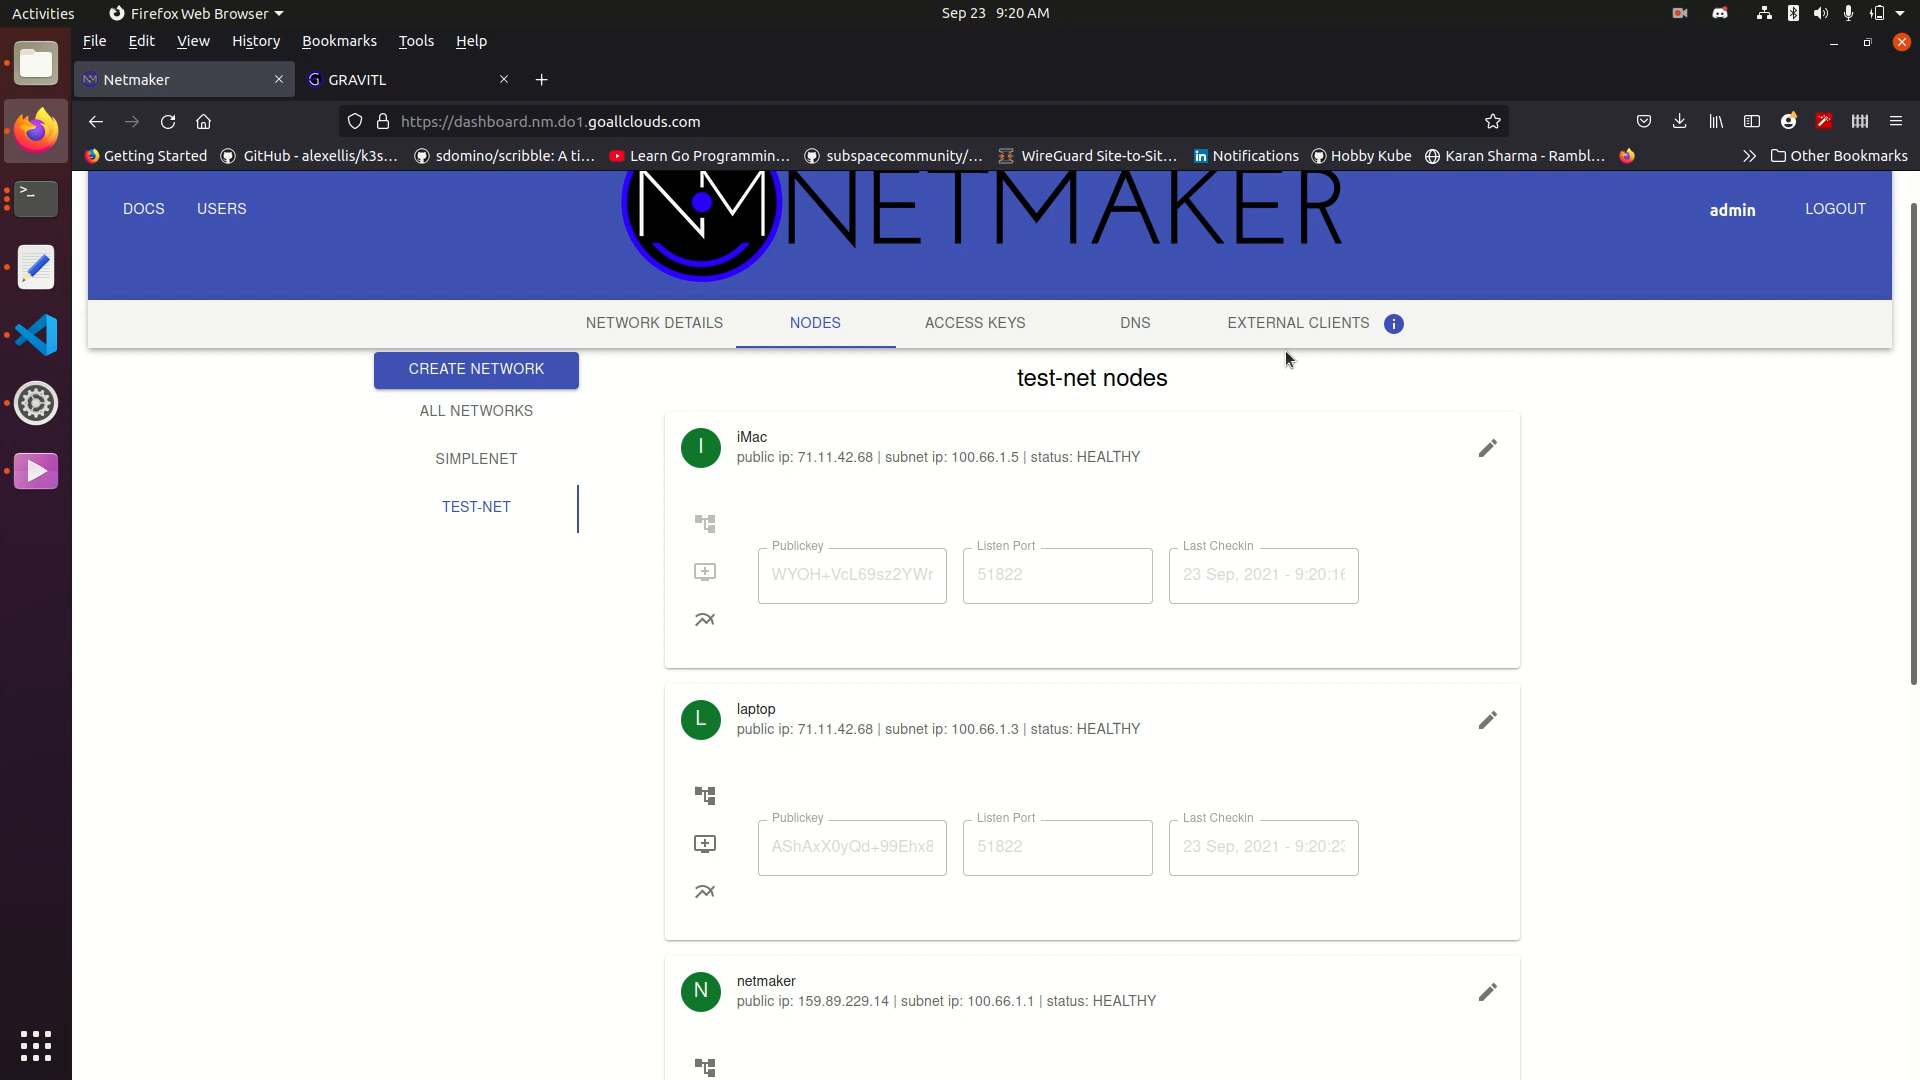 Activities
Firefox Web Browser
Sep 23 9:20 AM
File Edit View History Bookmarks Tools Help
Netmaker
GRAVITL
https://dashboard.nm.do1.goallclouds.com
Getting Started
GitHub - alexellis/k3s...
sdomino/scribble: A ti...
Learn Go Programmin...
subspacecommunity/...
WireGuard Site-to-Sit...
Notifications
Hobby Kube
Karan Sharma - Rambl...
Other Bookmarks
DOCS
USERS
NM
NETMAKER
admin
LOGOUT
NETWORK DETAILS
NODES
ACCESS KEYS
DNS
EXTERNAL CLIENTS
CREATE NETWORK
ALL NETWORKS
SIMPLENET
TEST-NET
test-net nodes
I
iMac
public ip: 71.11.42.68 | subnet ip: 100.66.1.5 | status: HEALTHY
Publickey
WYOH+VcL69sz2YWr
Listen Port
51822
Last Checkin
23 Sep, 2021 - 9:20:16
L
laptop
public ip: 71.11.42.68 | subnet ip: 100.66.1.3 | status: HEALTHY
Publickey
AShAxX0yQd+99Ehx8
Listen Port
51822
Last Checkin
23 Sep, 2021 - 9:20:23
N
netmaker
public ip: 159.89.229.14 | subnet ip: 100.66.1.1 | status: HEALTHY